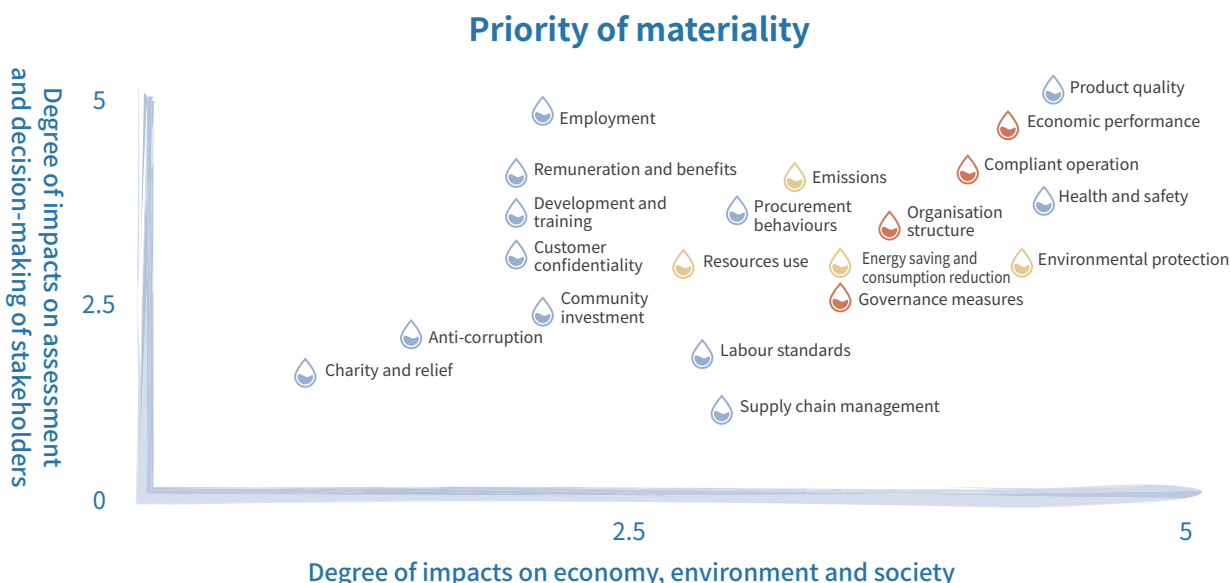 Priority of materiality
Degree of impacts on assessment
and decision-making of stakeholders
5
2.5
0
Product quality
Employment
Economic performance
Compliant operation
Remuneration and benefits
Emissions
Health and safety
Development and
training
Procurement
behaviours
Organisation
structure
Customer
confidentiality
Resources use
Energy saving and
consumption reduction
Environmental protection
Governance measures
Community
investment
Anti-corruption
Labour standards
Charity and relief
Supply chain management
2.5
5
Degree of impacts on economy, environment and society